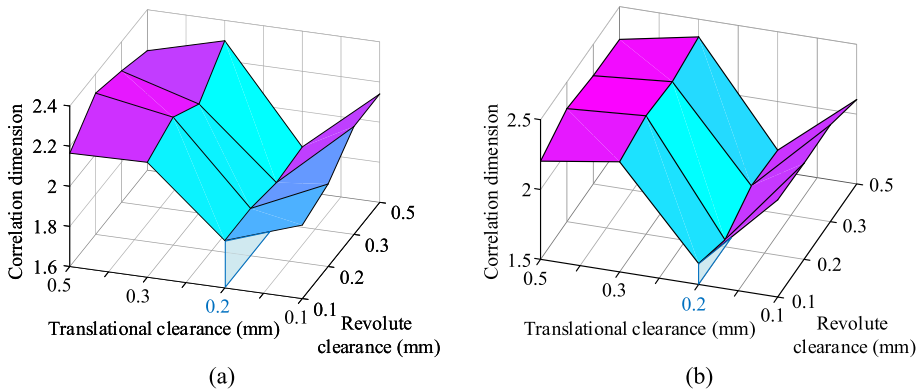 Correlation dimension
2.4
2.2
2
1.8
1.6
0.5
0.3
0.2
0.1
Translational clearance (mm)
0.1
0.2
0.3
0.5
Revolute
clearance (mm)
(a)
Correlation dimension
2.5
2
1.5
0.5
0.3
0.2
0.1
Translational clearance (mm)
0.1
0.2
0.3
0.5
Revolute
clearance (mm)
(b)